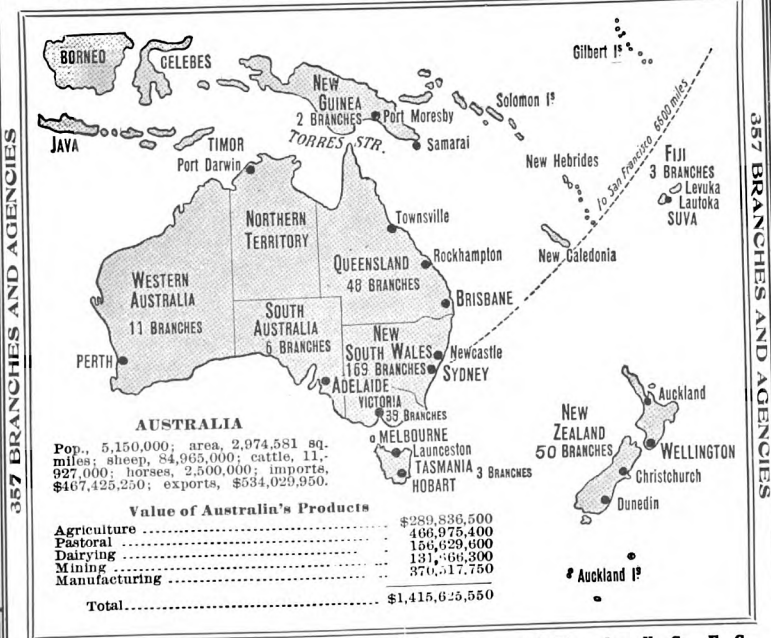 357 BRANCHES AND AGENCIES
BORNEO
CELEBES
JAVA
TIMOR
NEW
GUINEA
2 BRANCHES
Port Moresby
Samarai
TORRES STR.
Solomon Is
Gilbert Is
To San Francisco 6600 miles
New Hebrides
FIJI
3 BRANCHES
Levuka
Lautoka
SUVA
New Caledonia
Port Darwin
NORTHERN
TERRITORY
Townsville
QUEENSLAND
48 BRANCHES
Rockhampton
BRISBANE
WESTERN
AUSTRALIA
11 BRANCHES
PERTH
SOUTH
AUSTRALIA
6 BRANCHES
ADELAIDE
NEW
SOUTH WALES
169 BRANCHES
Newcastle
SYDNEY
VICTORIA
39 BRANCHES
MELBOURNE
Launceston
TASMANIA
3 BRANCHES
HOBART
NEW
ZEALAND
50 BRANCHES
Auckland
WELLINGTON
Christchurch
Dunedin
Auckland Is
AUSTRALIA
Pop., 5,150,000; area, 2,974,581 sq.
miles; sheep, 84,965,000; cattle, 11,-
927,000; horses, 2,500,000; imports,
$467,425,250; exports, $534,029,950.
Value of Australia's Products
Agriculture $289,836,500
Pastoral 466,975,400
Dairying 156,629,600
Mining
Manufacturing
Total
357 BRANCHES AND AGENCIES